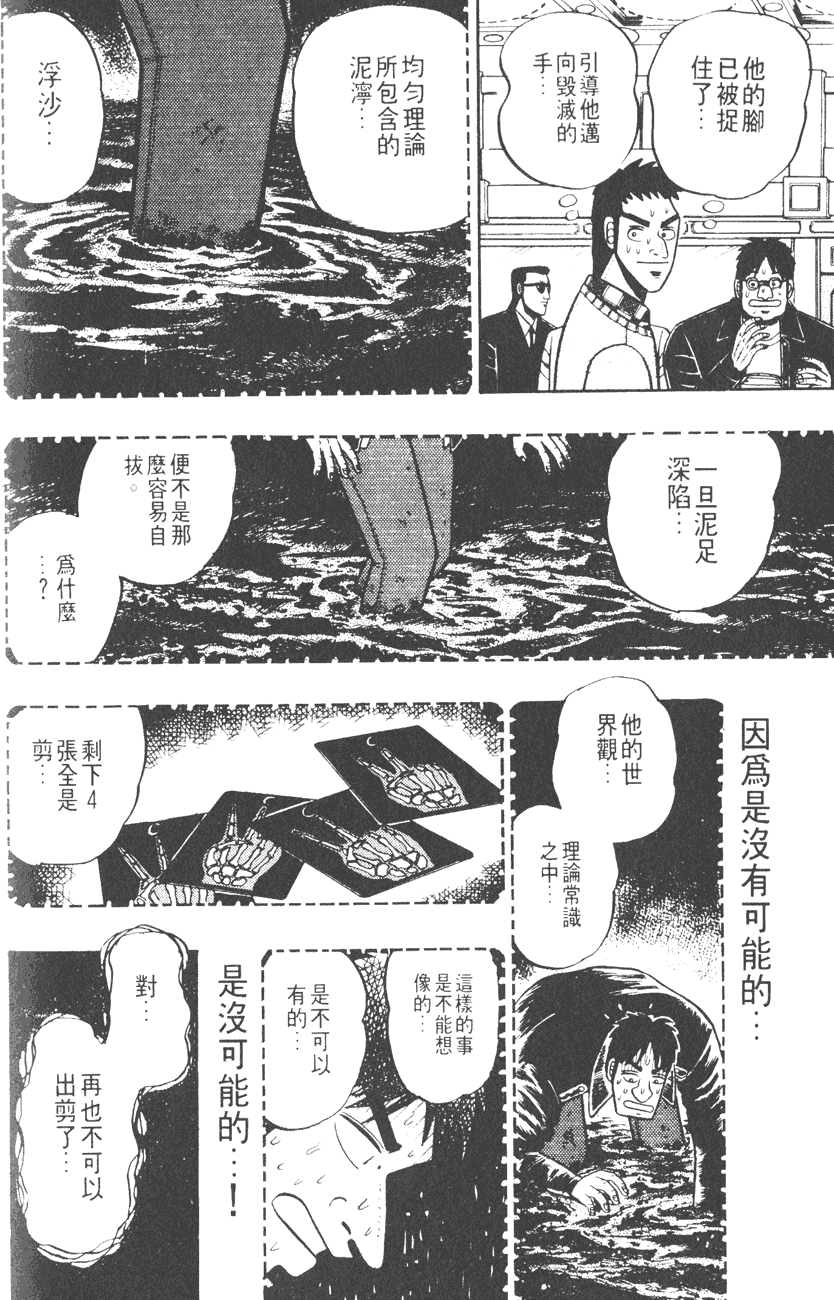 他的腳
已被捉
住了…
引導他邁
向毀滅的
手…
均勻理論
所包含的
泥濘…
浮沙…
一旦泥足
深陷…
便不是那
麼容易自
拔。
爲什麼
…?
因爲是沒有可能的…
他的世
界觀…
理論常識
之中…
剩下4
張全是
剪…
這樣的事
是不能想
像的…
是不可以
有的…
是沒可能的…!
對…
再也不可以
出剪了…